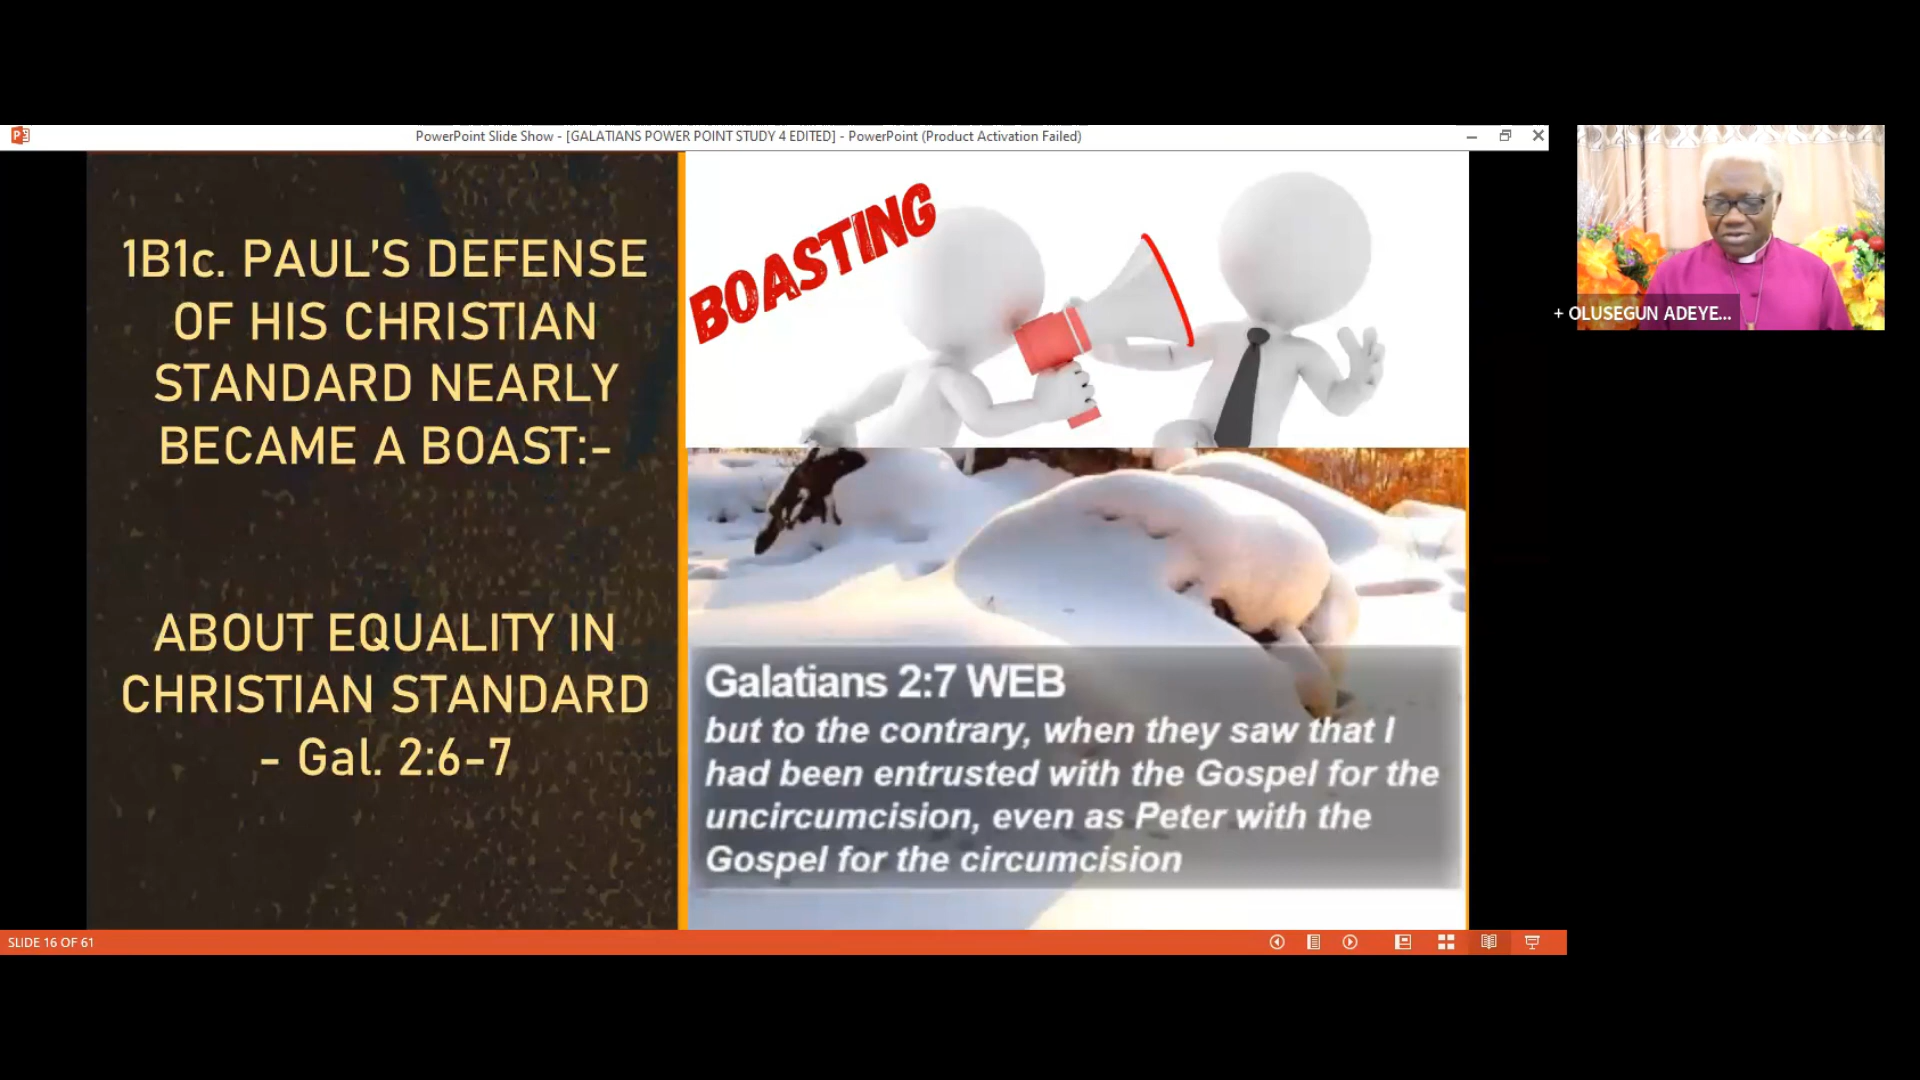 PowerPoint Slide Show - [GALATIANS POWER POINT STUDY 4 EDITED] - PowerPoint (Product Activation Failed)
1B1c. PAUL’S DEFENSE
OF HIS CHRISTIAN
STANDARD NEARLY
BECAME A BOAST:-
ABOUT EQUALITY IN
CHRISTIAN STANDARD
- Gal. 2:6-7
BOASTING
Galatians 2:7 WEB
but to the contrary, when they saw that I
had been entrusted with the Gospel for the
uncircumcision, even as Peter with the
Gospel for the circumcision
+ OLUSEGUN ADEYE...
SLIDE 16 OF 61